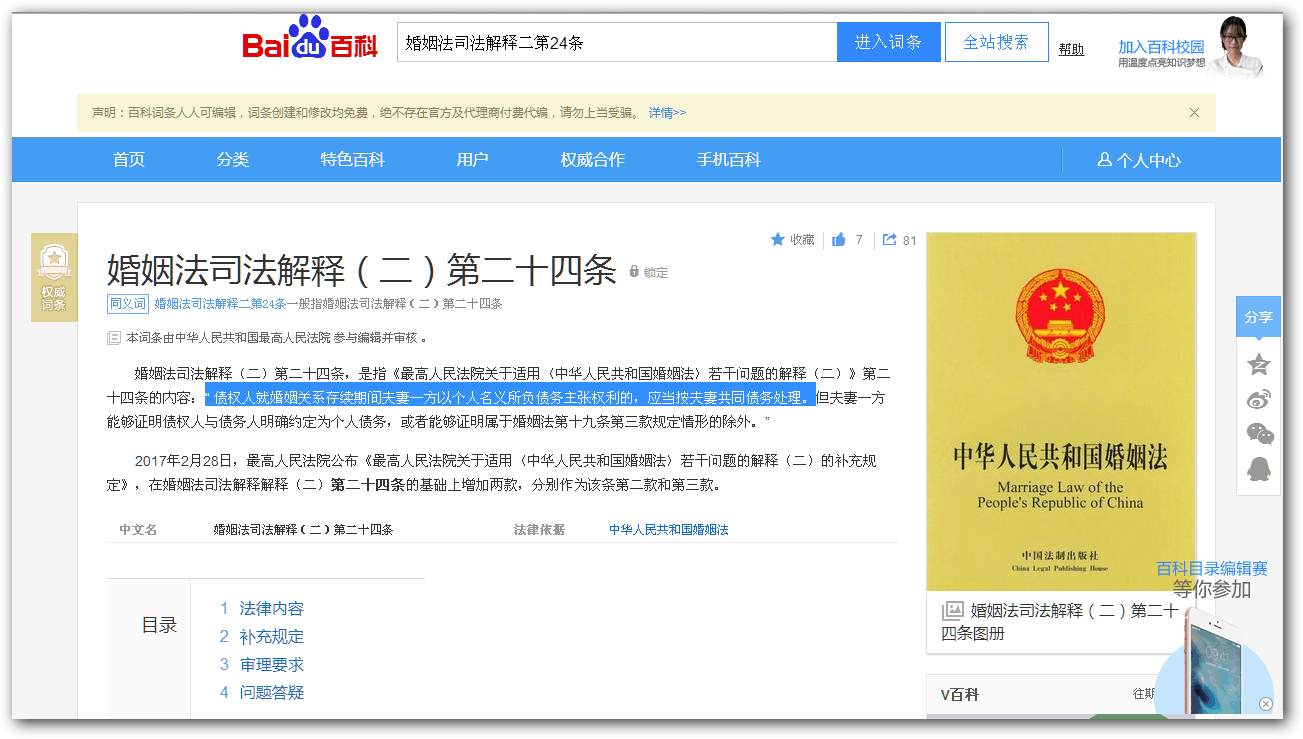 Baidu百科
婚姻法司法解释二第24条
进入词条
全站搜索
帮助
加入百科校园
用温度点亮知识梦想
声明：百科词条人人可编辑，词条创建和修改均免费，绝不存在官方及代理商付费代编，请勿上当受骗。 详情>>
首页 分类 特色百科 用户 权威合作 手机百科 个人中心
权威
词条
收藏 7 81
婚姻法司法解释（二）第二十四条 锁定
同义词 婚姻法司法解释二第24条一般指婚姻法司法解释（二）第二十四条
本词条由中华人民共和国最高人民法院 参与编辑并审核 。
婚姻法司法解释（二）第二十四条，是指《最高人民法院关于适用〈中华人民共和国婚姻法〉若干问题的解释（二）》第二
十四条的内容：“ 债权人就婚姻关系存续期间夫妻一方以个人名义所负债务主张权利的，应当按夫妻共同债务处理。但夫妻一方
能够证明债权人与债务人明确约定为个人债务，或者能够证明属于婚姻法第十九条第三款规定情形的除外。”
2017年2月28日，最高人民法院公布《最高人民法院关于适用〈中华人民共和国婚姻法〉若干问题的解释（二）的补充规
定》，在婚姻法司法解释解释（二）第二十四条的基础上增加两款，分别作为该条第二款和第三款。
中文名 婚姻法司法解释（二）第二十四条 法律依据 中华人民共和国婚姻法
目录
1 法律内容
2 补充规定
3 审理要求
4 问题答疑
中华人民共和国婚姻法
Marriage Law of the
People's Republic of China
中国法制出版社
China Legal Publishing House
婚姻法司法解释（二）第二十
四条图册
V百科 往期
分享
百科目录编辑赛
等你参加
09:41